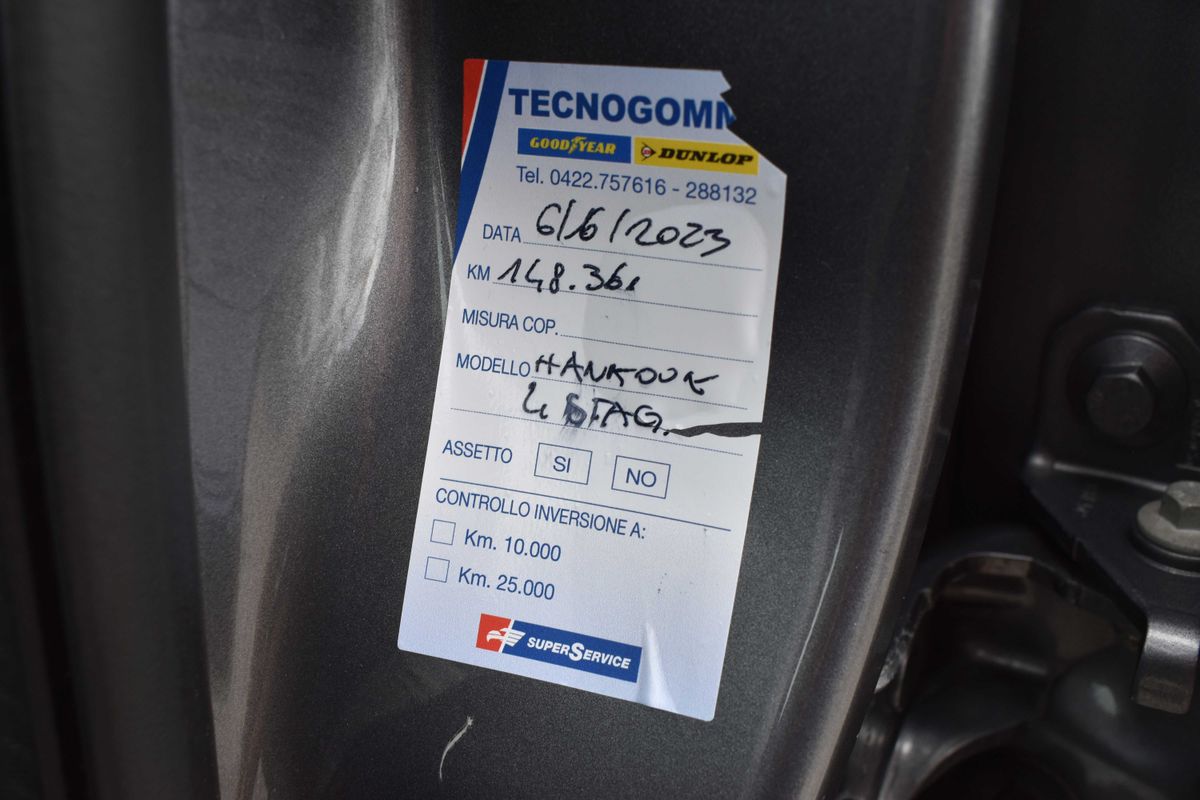 TECNOGOMM
GOODYEAR DUNLOP
Tel. 0422.757616 - 288132
DATA 6/6/2023
KM 148.361
MISURA COP.
MODELLO HANKOOK
4 STAG.
ASSETTO SI NO
CONTROLLO INVERSIONE A:
Km. 10.000
Km. 25.000
SUPERSERVICE